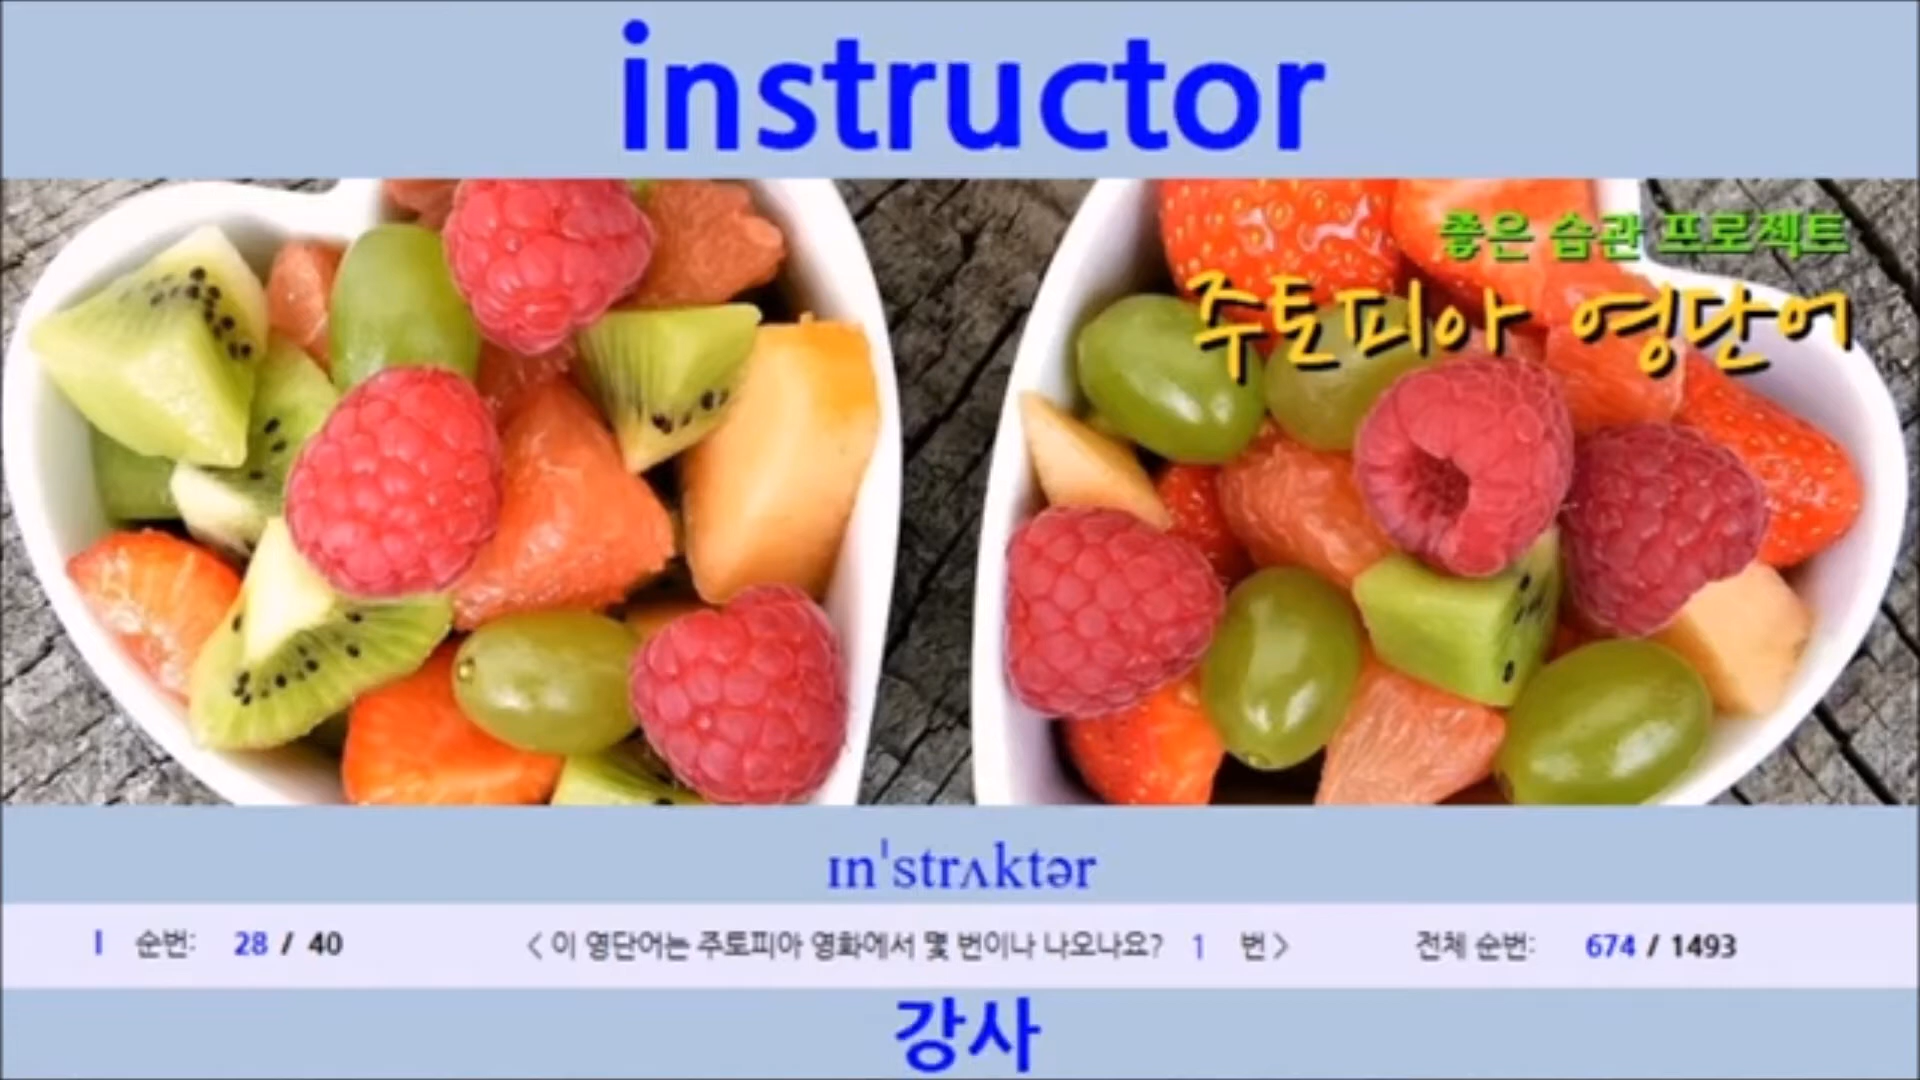 instructor
좋은 습관 프로젝트
주토피아 영단어
ɪnˈstrʌktər
I 순번: 28 / 40 < 이 영단어는 주토피아 영화에서 몇 번이나 나오나요? 1 번 > 전체 순번: 674 / 1493
강사